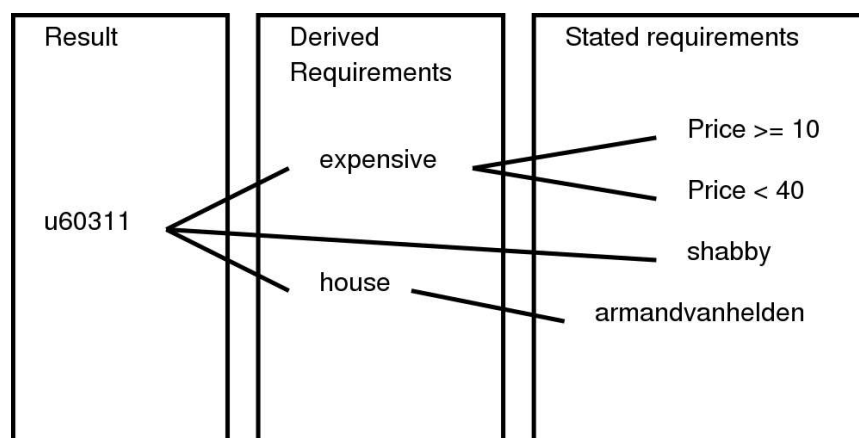 Result
Derived
Requirements
Stated requirements
Price >= 10
expensive
Price < 40
u60311
shabby
house
armandvanhelden